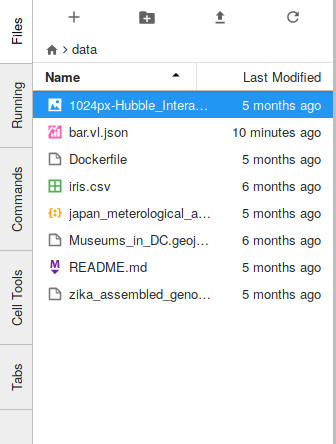 Files
Running
Commands
Cell Tools
Tabs
data
Name Last Modified
1024px-Hubble_Intera... 5 months ago
bar.vl.json 10 minutes ago
Dockerfile 5 months ago
iris.csv 6 months ago
japan_meterological_a... 5 months ago
Museums_in_DC.geoj... 6 months ago
README.md 5 months ago
zika_assembled_geno... 5 months ago